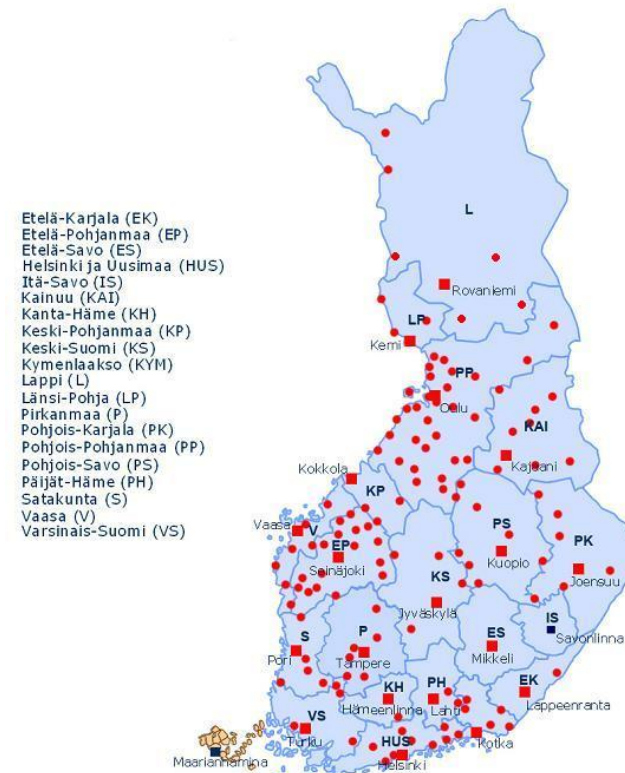 Etelä-Karjala (EK)
Etelä-Pohjanmaa (EP)
Etelä-Savo (ES)
Helsinki ja Uusimaa (HUS)
Itä-Savo (IS)
Kainuu (KAI)
Kanta-Häme (KH)
Keski-Pohjanmaa (KP)
Keski-Suomi (KS)
Kymenlaakso (KYM)
Lappi (L)
Länsi-Pohja (LP)
Pirkanmaa (P)
Pohjois-Karjala (PK)
Pohjois-Pohjanmaa (PP)
Pohjois-Savo (PS)
Päijät-Häme (PH)
Satakunta (S)
Vaasa (V)
Varsinais-Suomi (VS)
L
Rovaniemi
LP
Kemi
PP
Oulu
KAI
Kajaani
Kokkola
KP
Vaasa
V
EP
Seinäjoki
PS
Kuopio
PK
Joensuu
KS
Jyväskylä
IS
Savonlinna
S
Pori
P
Tampere
ES
Mikkeli
KH
Hämeenlinna
PH
Lahti
EK
Lappeenranta
VS
Turku
HUS
Helsinki
Kotka
Maarianhamina